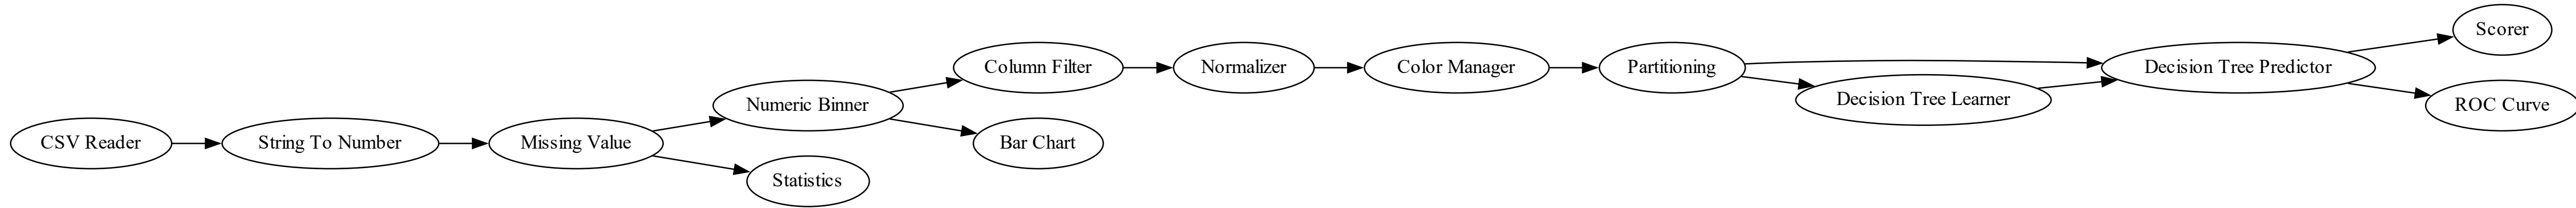 CSV Reader
String To Number
Missing Value
Numeric Binner
Statistics
Column Filter
Bar Chart
Normalizer
Color Manager
Partitioning
Decision Tree Learner
Decision Tree Predictor
Scorer
ROC Curve